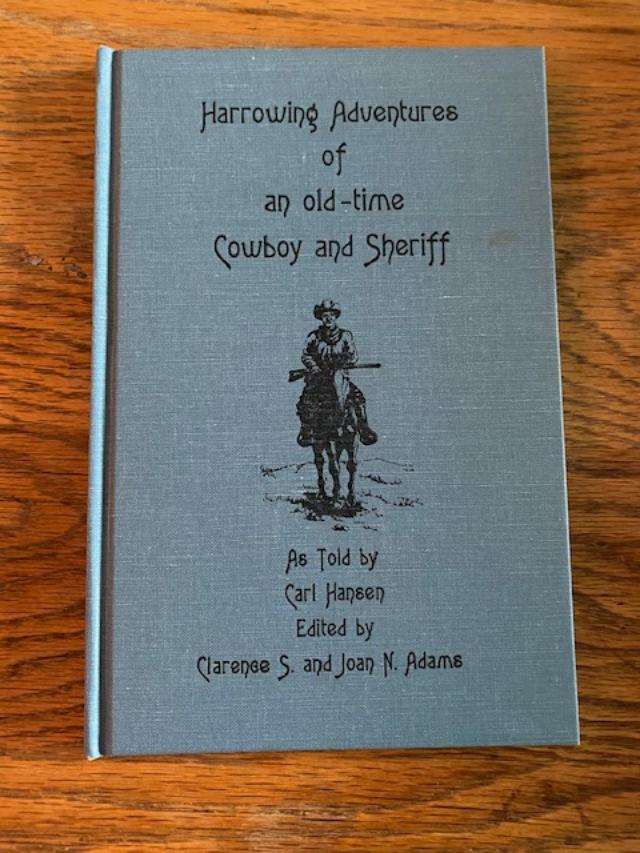 Harrowing Adventures
of
an old-time
Cowboy and Sheriff
As Told by
Carl Hansen
Edited by
Clarence S. and Joan N. Adams